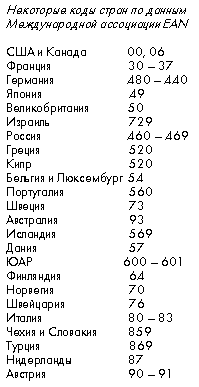 Некоторые коды стран по данным
Международной ассоциации EAN
США и Канада 00, 06
Франция 30 – 37
Германия 480 – 440
Япония 49
Великобритания 50
Израиль 729
Россия 460 – 469
Греция 520
Кипр 520
Бельгия и Люксембург 54
Португалия 560
Швеция 73
Австралия 93
Исландия 569
Дания 57
ЮАР 600 – 601
Финляндия 64
Норвегия 70
Швейцария 76
Италия 80 – 83
Чехия и Словакия 859
Турция 869
Нидерланды 87
Австрия 90 – 91